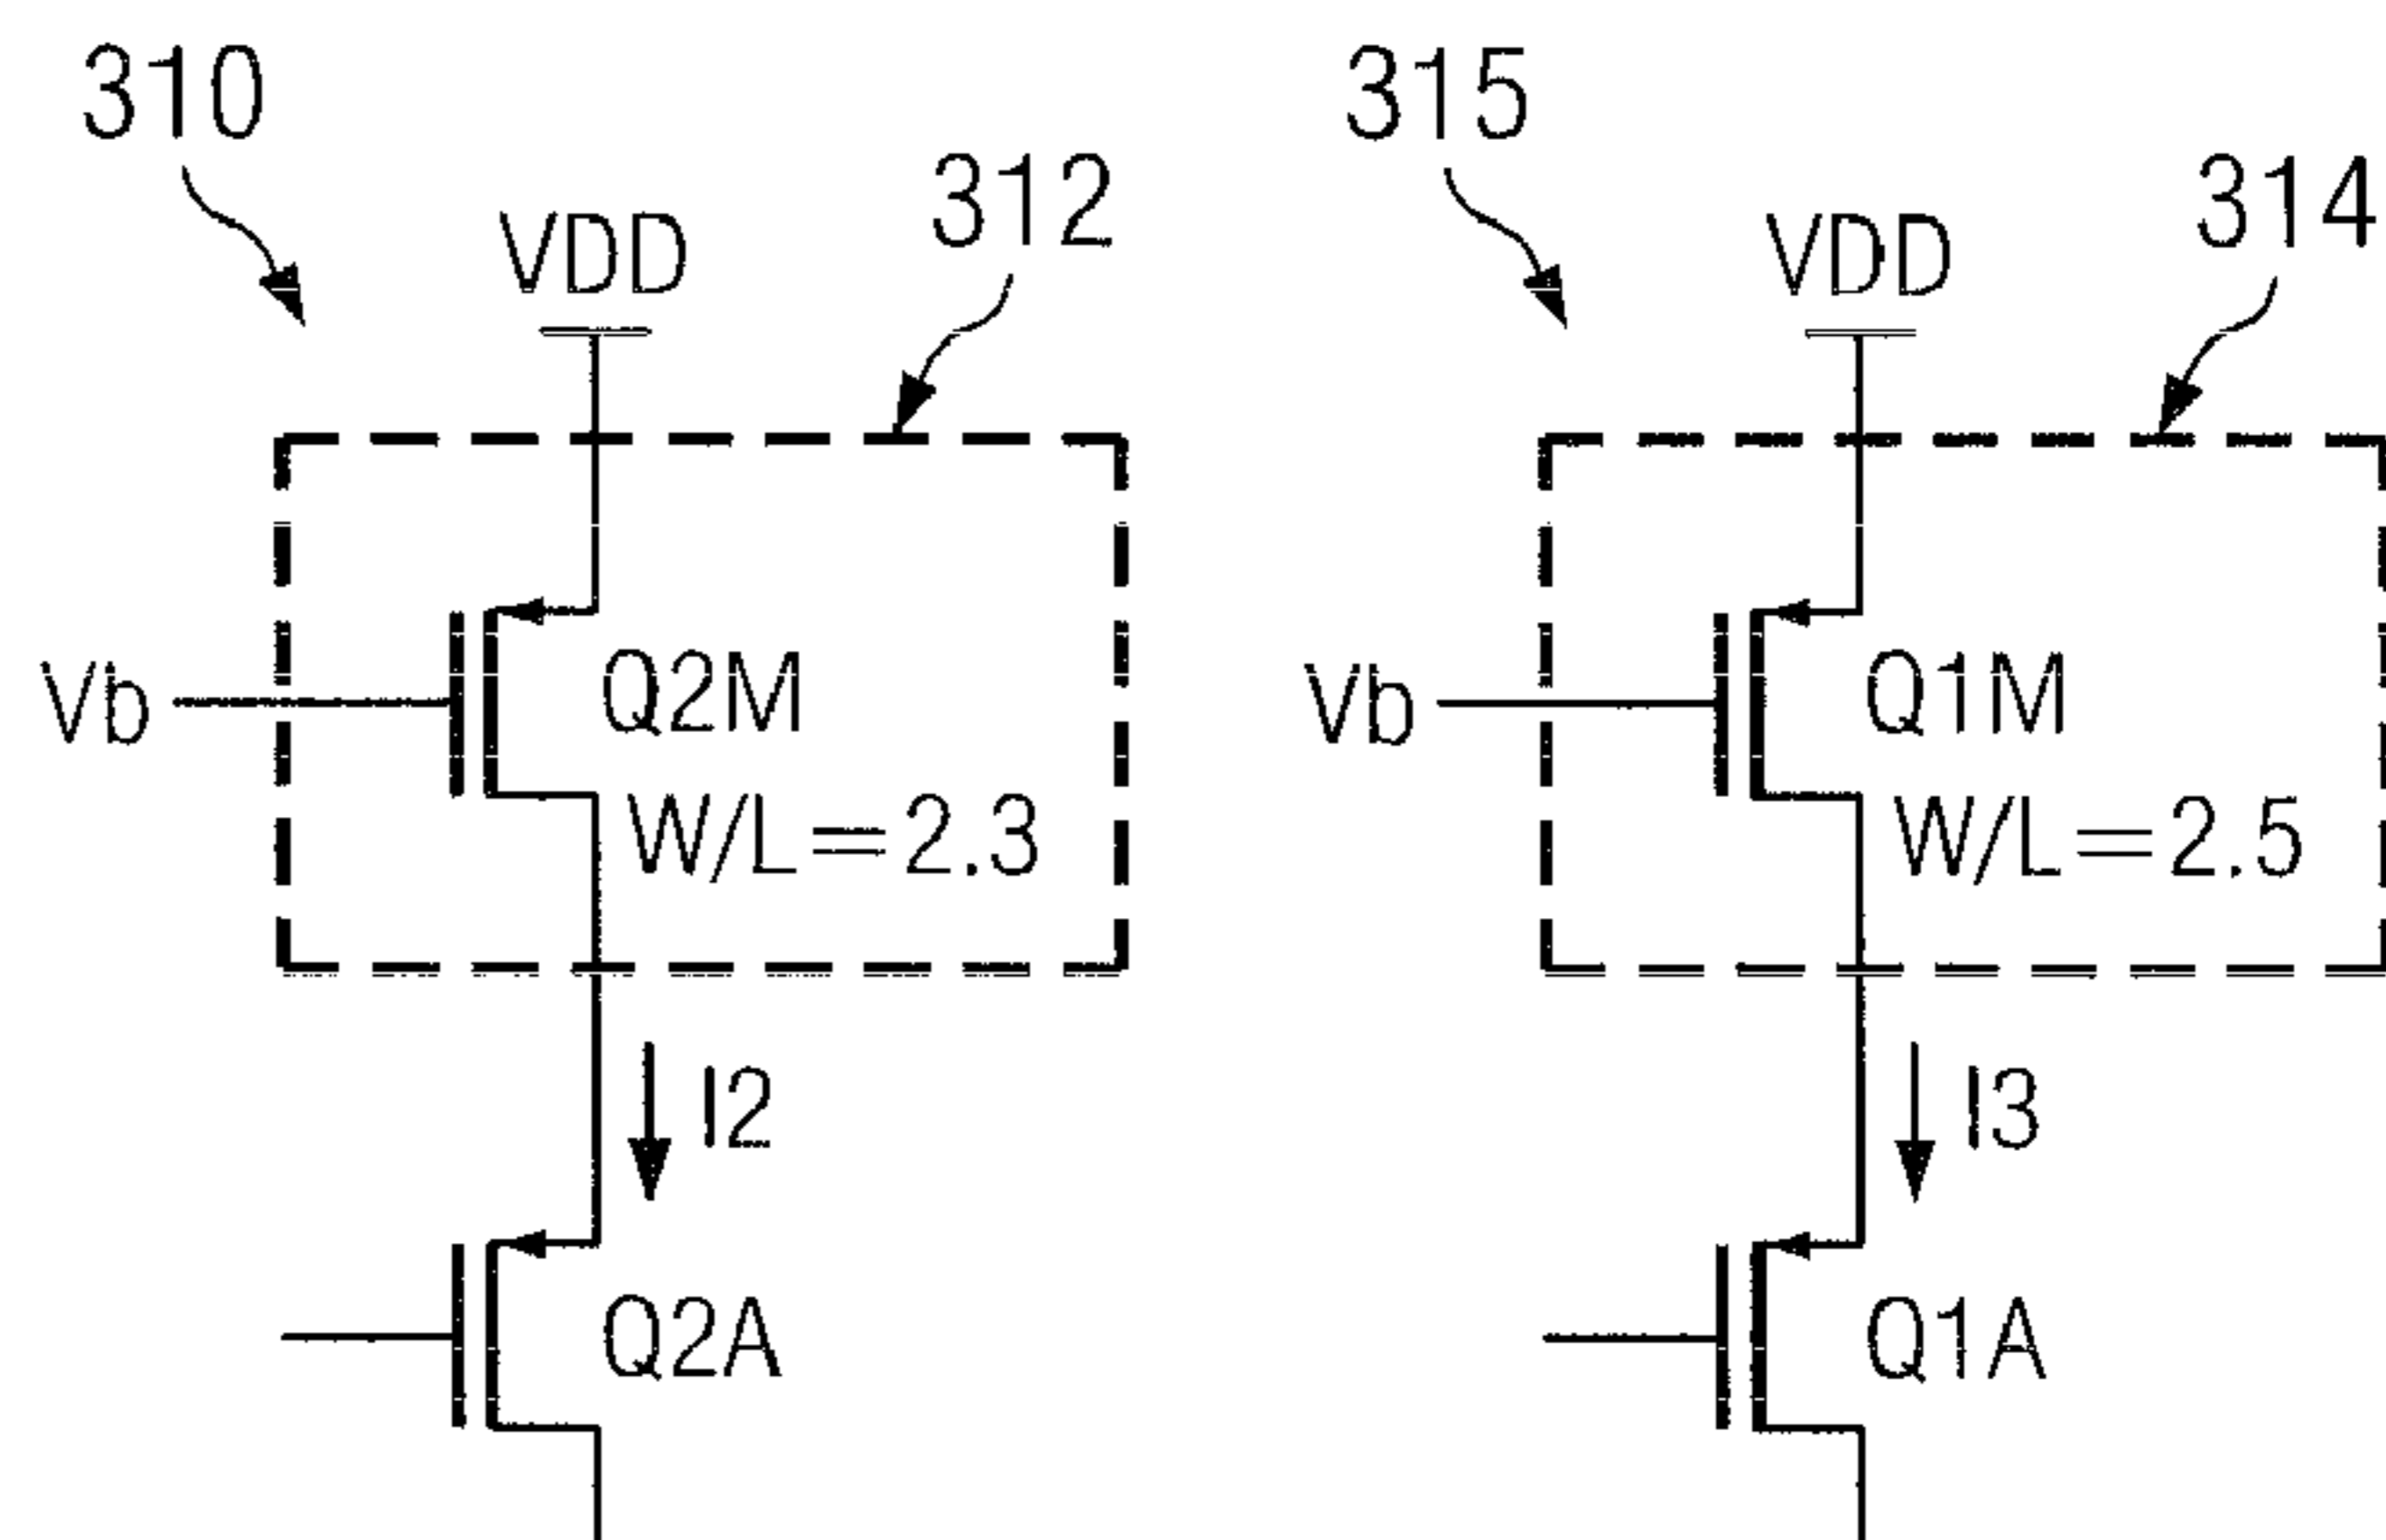 310
315
312
314
VDD
VDD
Vb
Q2M
Vb
Q1M
W/L=2.3
W/L=2.5
I2
I3
Q2A
Q1A